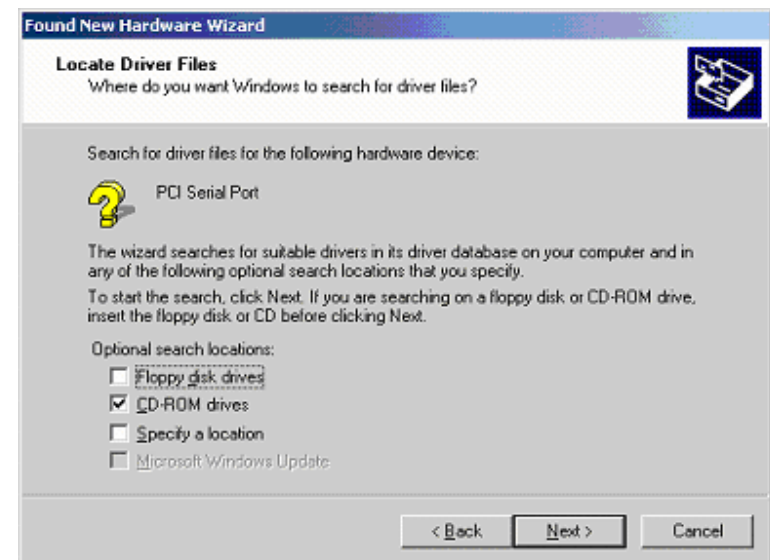 Found New Hardware Wizard
Locate Driver Files
Where do you want Windows to search for driver files?
Search for driver files for the following hardware device:
PCI Serial Port
The wizard searches for suitable drivers in its driver database on your computer and in
any of the following optional search locations that you specify.
To start the search, click Next. If you are searching on a floppy disk or CD-ROM drive,
insert the floppy disk or CD before clicking Next.
Optional search locations:
Floppy disk drives
CD-ROM drives
Specify a location
Microsoft Windows Update
< Back Next > Cancel